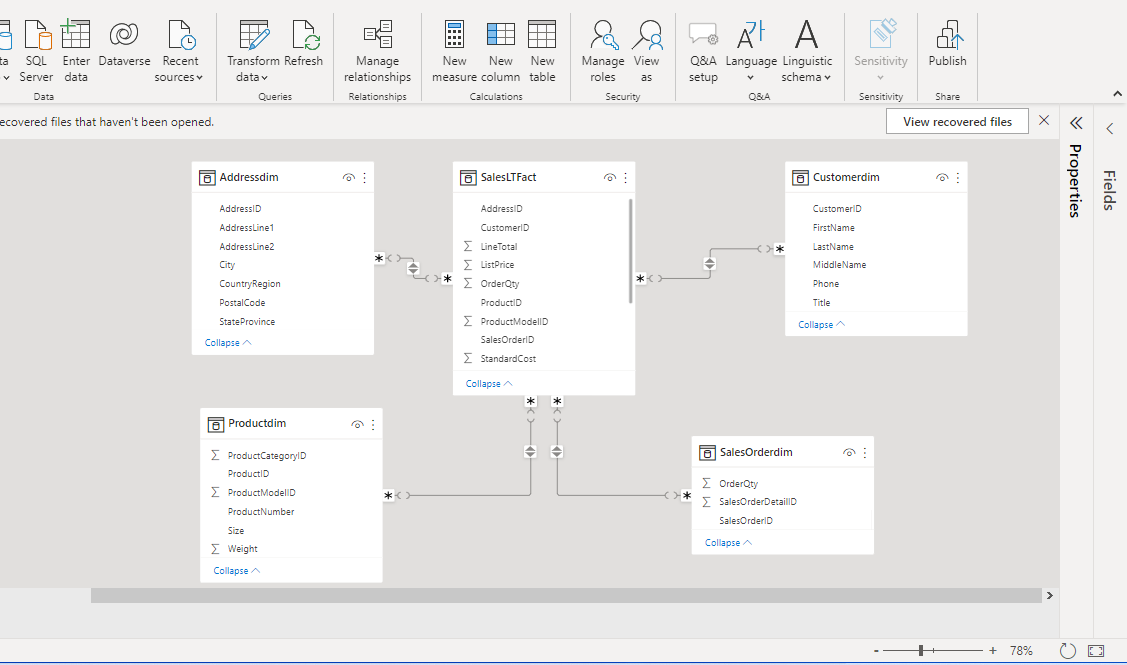 ta
SQL
Server
Enter
data
Dataverse
Recent
sources
Data
Transform
data
Refresh
Queries
Manage
relationships
Relationships
New
measure
New
column
New
table
Calculations
Manage
roles
View
as
Security
Q&A
setup
Language
Linguistic
schema
Q&A
Sensitivity
Sensitivity
Publish
Share
ecovered files that haven't been opened.
View recovered files
Properties
Fields
Addressdim
AddressID
AddressLine1
AddressLine2
City
CountryRegion
PostalCode
StateProvince
Collapse
SalesLTFact
AddressID
CustomerID
LineTotal
ListPrice
OrderQty
ProductID
ProductModelID
SalesOrderID
StandardCost
Collapse
Customerdim
CustomerID
FirstName
LastName
MiddleName
Phone
Title
Collapse
Productdim
ProductCategoryID
ProductID
ProductModelID
ProductNumber
Size
Weight
Collapse
SalesOrderdim
OrderQty
SalesOrderDetailID
SalesOrderID
Collapse
- + 78%